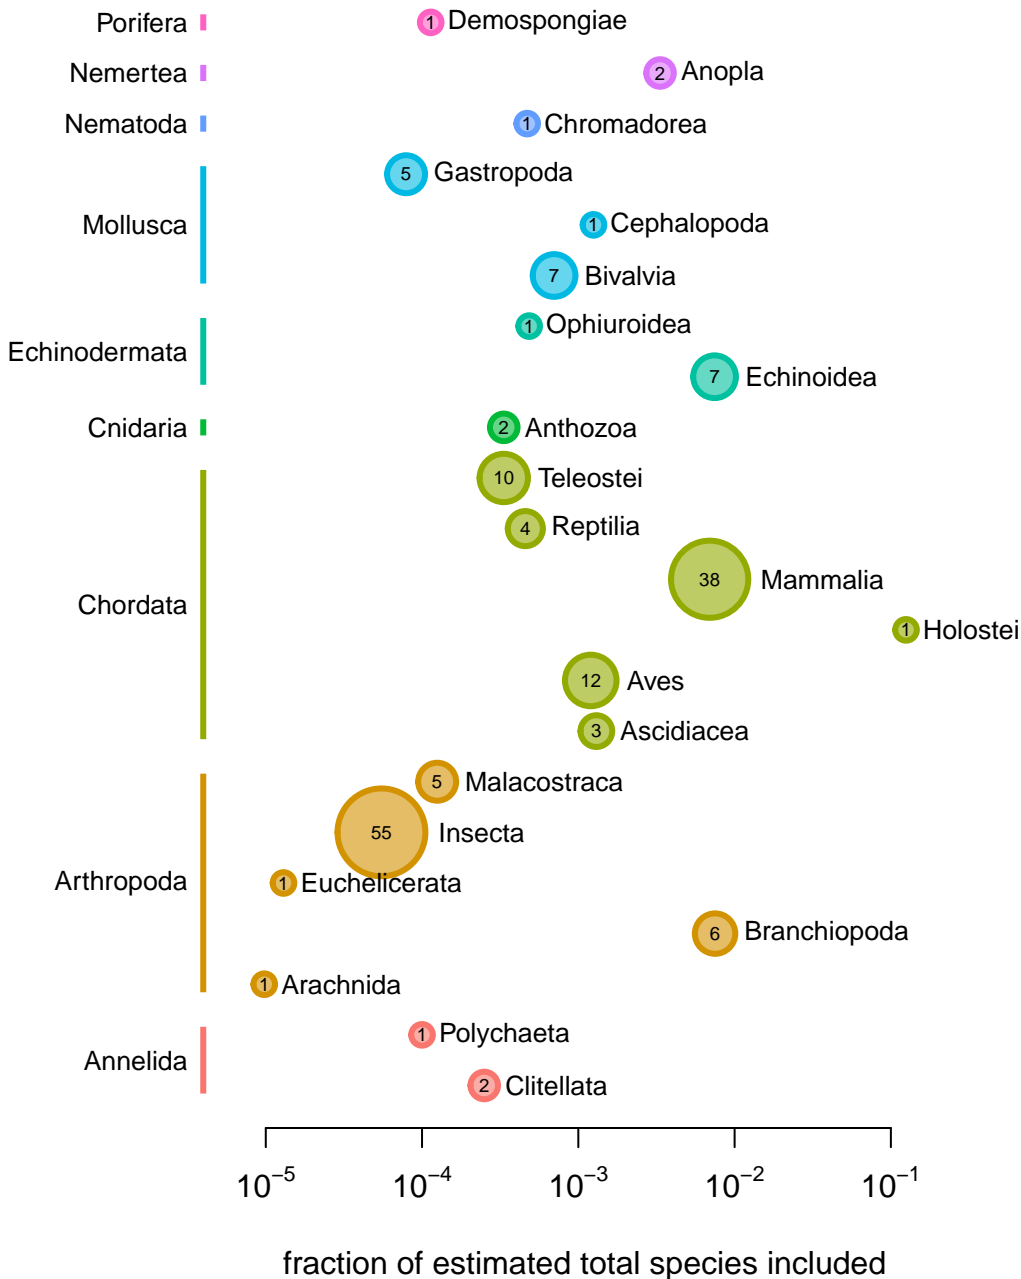 Porifera
1 Demospongiae
Nemertea
2 Anopla
Nematoda
1 Chromadorea
5 Gastropoda
Mollusca
1 Cephalopoda
7 Bivalvia
1 Ophiuroidea
Echinodermata
7 Echinoidea
Cnidaria
2 Anthozoa
10 Teleostei
4 Reptilia
38 Mammalia
Chordata
1 Holostei
12 Aves
3 Ascidiacea
5 Malacostraca
55 Insecta
Arthropoda
1 Euchelicerata
6 Branchiopoda
1 Arachnida
1 Polychaeta
Annelida
2 Clitellata
10⁻⁵ 10⁻⁴ 10⁻³ 10⁻² 10⁻¹
fraction of estimated total species included